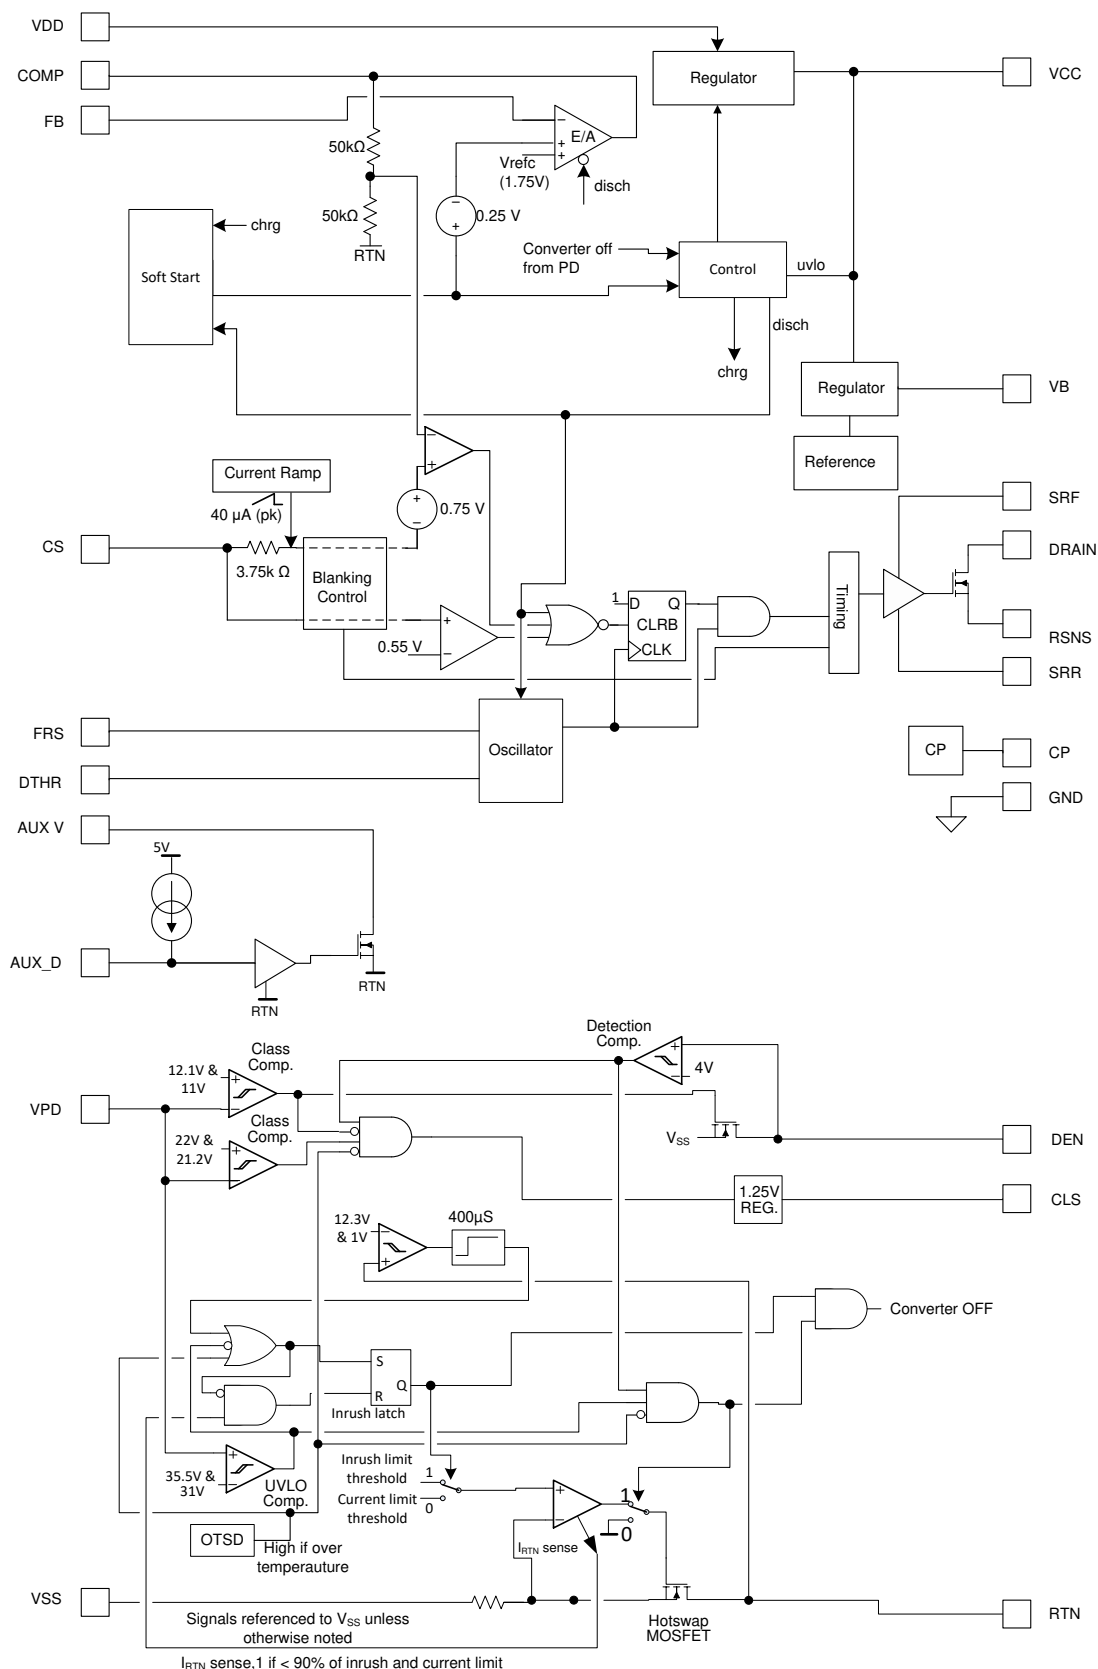 VDD
Regulator
VCC
COMP
FB
50kΩ
E/A
Vrefc
(1.75V)
disch
50kΩ
RTN
0.25 V
chrg
Soft Start
Converter off
from PD
Control
uvlo
disch
chrg
Regulator
VB
Reference
Current Ramp
40 µA (pk)
0.75 V
SRF
CS
3.75k Ω
Blanking
Control
DRAIN
Timing
1
D
Q
CLRB
CLK
0.55 V
RSNS
SRR
FRS
Oscillator
CP
CP
DTHR
GND
AUX V
5V
AUX_D
RTN
RTN
Detection
Comp.
Class
Comp.
12.1V &
11V
4V
VPD
Class
Comp.
22V &
21.2V
VSS
DEN
1.25V
REG.
CLS
12.3V
& 1V
400µS
Converter OFF
S
Q
R
Inrush latch
35.5V &
31V
UVLO
Comp.
Inrush limit
threshold
1
Current limit
threshold
0
1
0
OTSD
High if over
temperauture
IRTN sense
VSS
RTN
Signals referenced to VSS unless
otherwise noted
Hotswap
MOSFET
IRTN sense,1 if < 90% of inrush and current limit